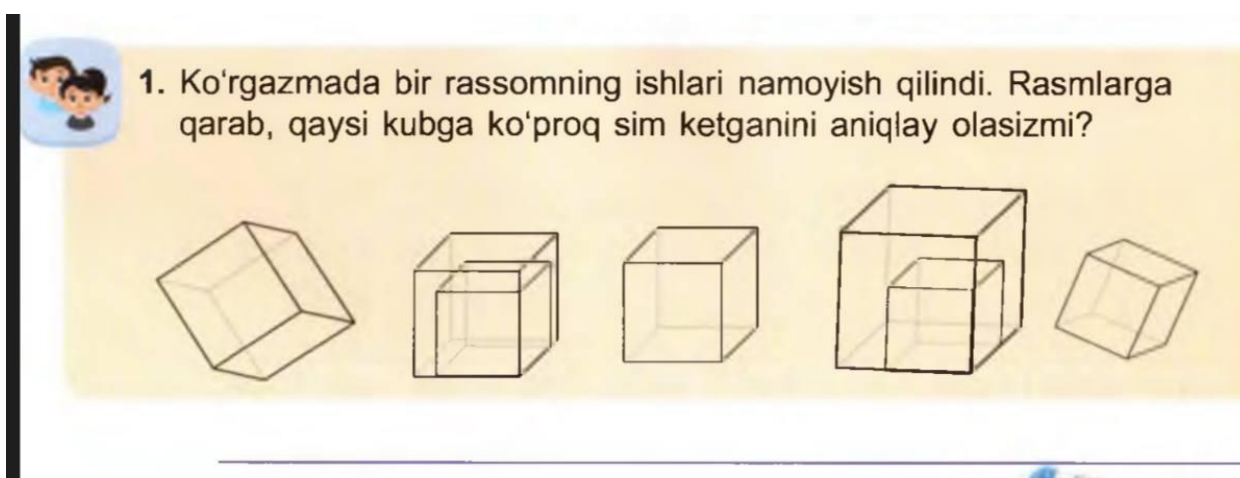 1. Ko‘rgazmada bir rassomning ishlari namoyish qilindi. Rasmlarga
qarab, qaysi kubga ko‘proq sim ketganini aniqlay olasizmi?